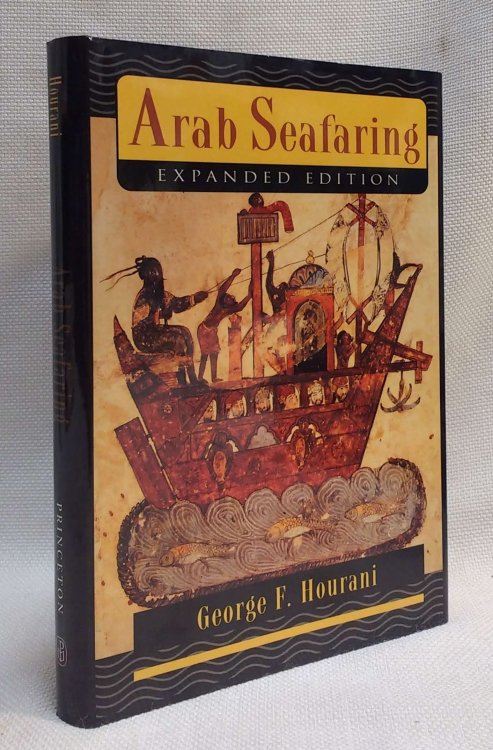 Arab Seafaring
EXPANDED EDITION
George F. Hourani
Hourani
Arab Seafaring
PRINCETON